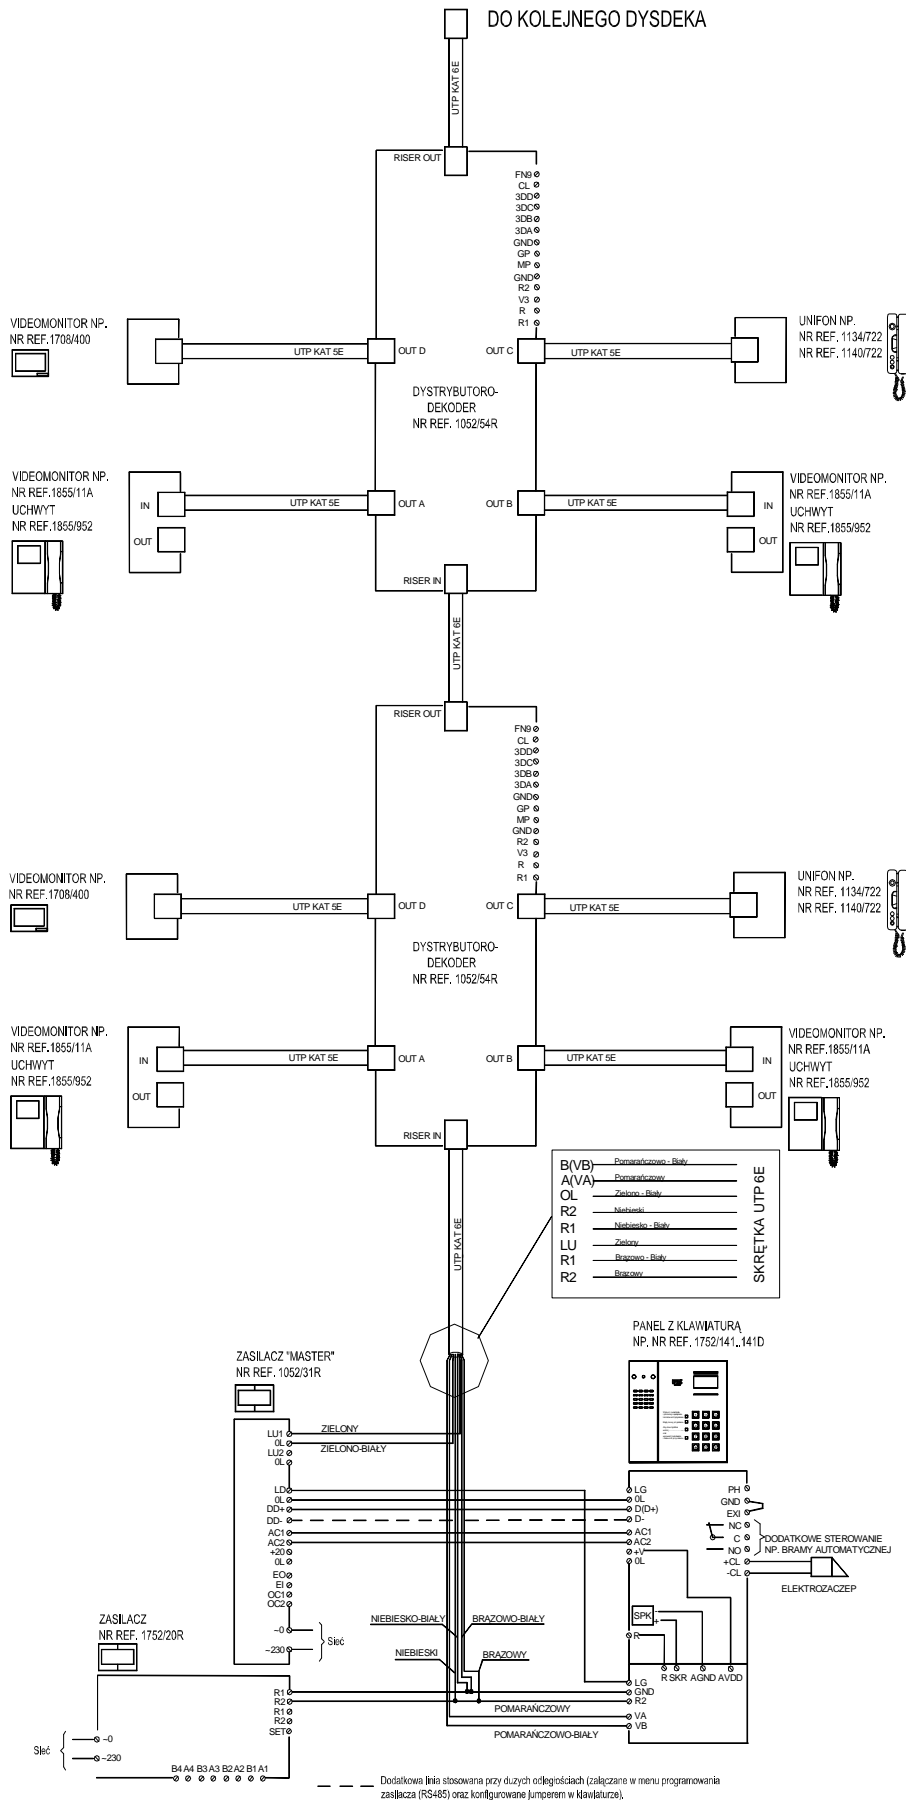 DO KOLEJNEGO DYSDEKA
UTP KAT 6E
RISER OUT
FN9
CL
3DD
3DC
3DB
3DA
GND
GP
MP
GND
R2
V3
R
R1
VIDEOMONITOR NP.
NR REF.1708/400
UTP KAT 5E
OUT D
OUT C
UTP KAT 5E
UNIFON NP.
NR REF. 1134/722
NR REF. 1140/722
DYSTRYBUTORO-
DEKODER
NR REF. 1052/54R
VIDEOMONITOR NP.
NR REF.1855/11A
UCHWYT
NR REF.1855/952
IN
OUT
UTP KAT 5E
OUT A
OUT B
UTP KAT 5E
IN
OUT
VIDEOMONITOR NP.
NR REF.1855/11A
UCHWYT
NR REF.1855/952
RISER IN
UTP KAT 6E
RISER OUT
FN9
CL
3DD
3DC
3DB
3DA
GND
GP
MP
GND
R2
V3
R
R1
VIDEOMONITOR NP.
NR REF.1708/400
UTP KAT 5E
OUT D
OUT C
UTP KAT 5E
UNIFON NP.
NR REF. 1134/722
NR REF. 1140/722
DYSTRYBUTORO-
DEKODER
NR REF. 1052/54R
VIDEOMONITOR NP.
NR REF.1855/11A
UCHWYT
NR REF.1855/952
IN
OUT
UTP KAT 5E
OUT A
OUT B
UTP KAT 5E
IN
OUT
VIDEOMONITOR NP.
NR REF.1855/11A
UCHWYT
NR REF.1855/952
RISER IN
UTP KAT 6E
B(VB) Pomarańczowo - Biały
A(VA) Pomarańczowy
OL Zielono - Biały
R2 Niebieski
R1 Niebiesko - Biały
LU Zielony
R1 Brązowo - Biały
R2 Brązowy
SKRĘTKA UTP 6E
PANEL Z KLAWIATURĄ
NP. NR REF. 1752/141..141D
ZASILACZ "MASTER"
NR REF. 1052/31R
LU1
0L
LU2
0L
LD
0L
DD+
DD-
AC1
AC2
+20
0L
EO
EI
OC1
OC2
~0
~230
Sieć
ZIELONY
ZIELONO-BIAŁY
LG
0L
D(D+)
D-
AC1
AC2
+V
0L
SPK
-
+
R
R SKR AGND AVDD
LG
GND
R2
VA
VB
PH
GND
EXI
NC
C
NO
+CL
-CL
DODATKOWE STEROWANIE
NP. BRAMY AUTOMATYCZNEJ
ELEKTROZACZEP
NIEBIESKO-BIAŁY
BRAZOWO-BIAŁY
NIEBIESKI
BRAZOWY
POMARAŃCZOWY
POMARAŃCZOWO-BIAŁY
ZASILACZ
NR REF. 1752/20R
R1
R2
R1
R2
SET
Sieć
~0
~230
B4 A4 B3 A3 B2 A2 B1 A1
Dodatkowa linia stosowana przy dużych odległościach (załączane w menu programowania
zasilacza (RS485) oraz konfigurowane jumperem w klawiaturze).